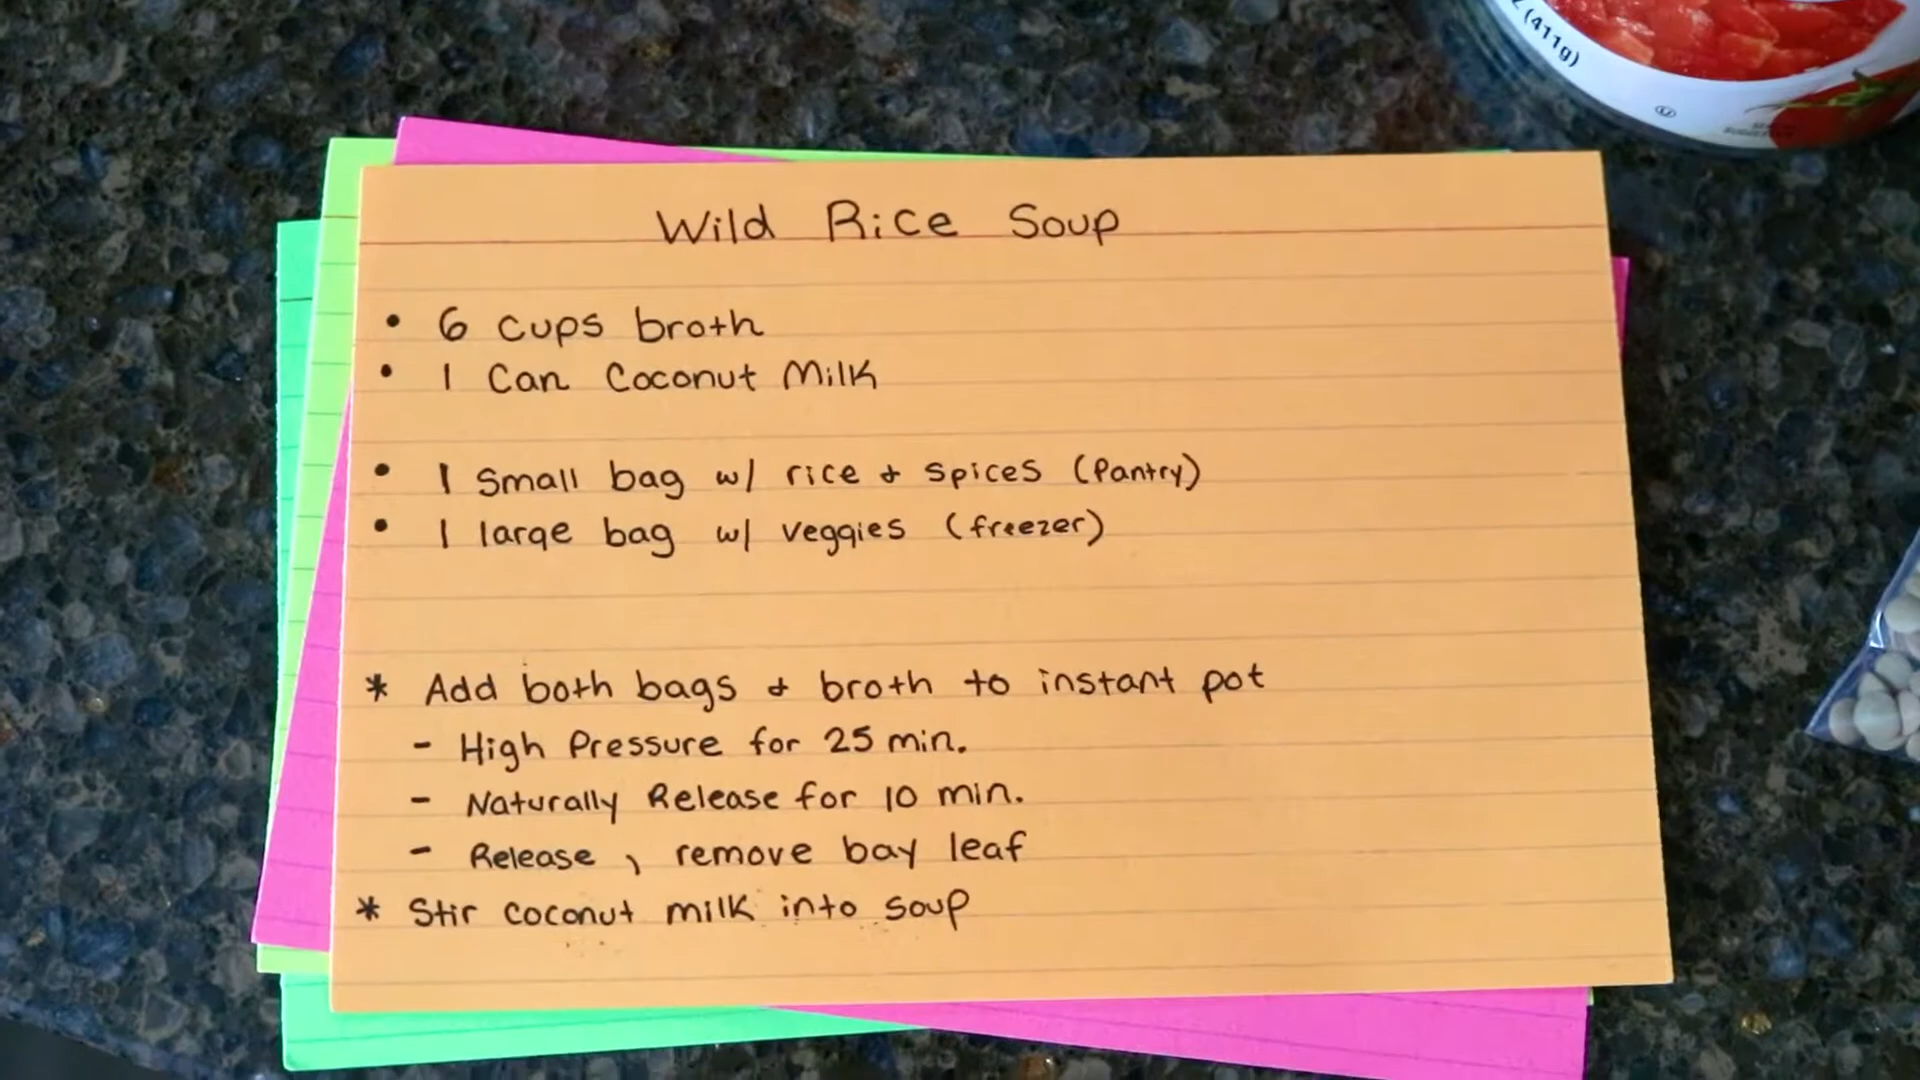 (411g)
Wild Rice Soup
• 6 cups broth
• 1 Can Coconut Milk
• 1 Small bag w/ rice & spices (Pantry)
• 1 large bag w/ veggies (freezer)
* Add both bags & broth to instant pot
- High Pressure for 25 min.
- Naturally Release for 10 min.
- Release, remove bay leaf
* Stir coconut milk into soup